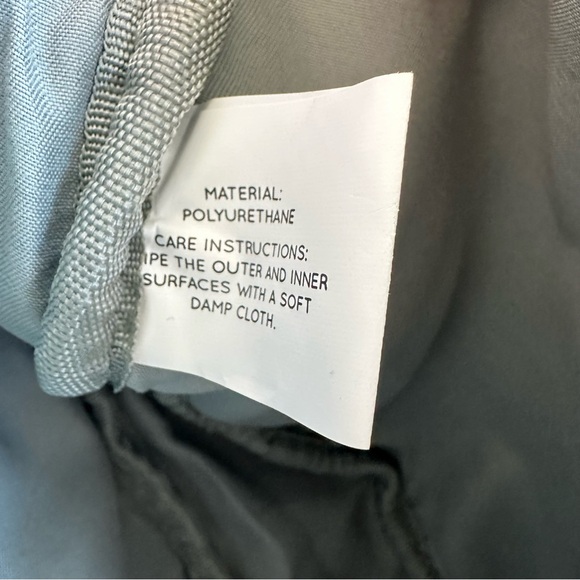 MATERIAL:
POLYURETHANE
CARE INSTRUCTIONS:
IPE THE OUTER AND INNER
SURFACES WITH A SOFT
DAMP CLOTH.